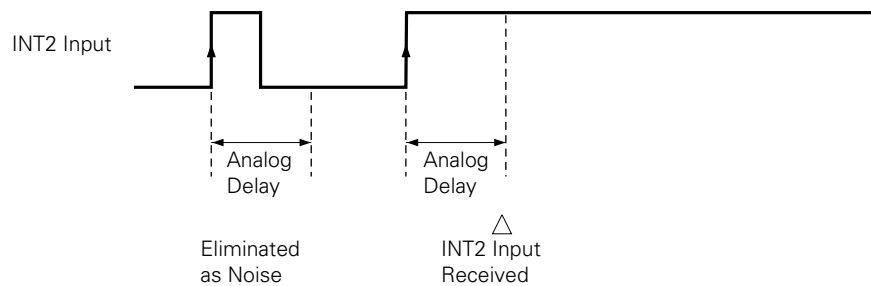 INT2 Input
Analog
Delay
Analog
Delay
Eliminated
as Noise
INT2 Input
Received